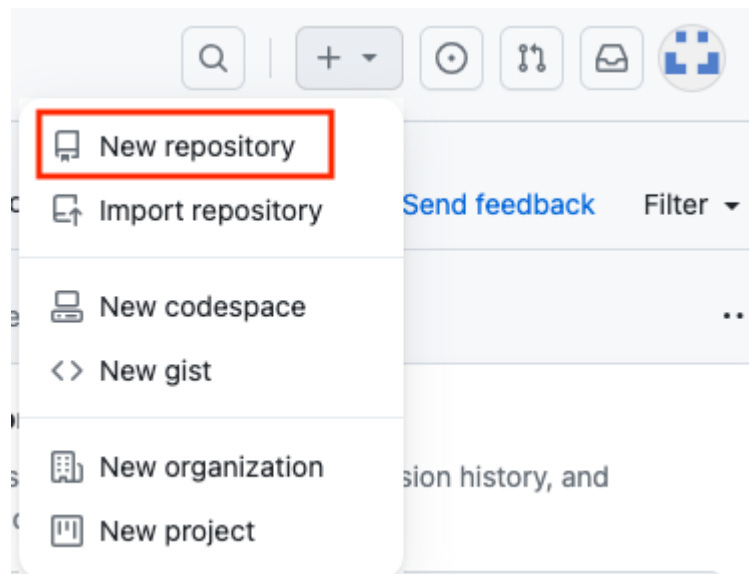 New repository
Import repository
Send feedback Filter
New codespace
New gist
New organization
sion history, and
New project